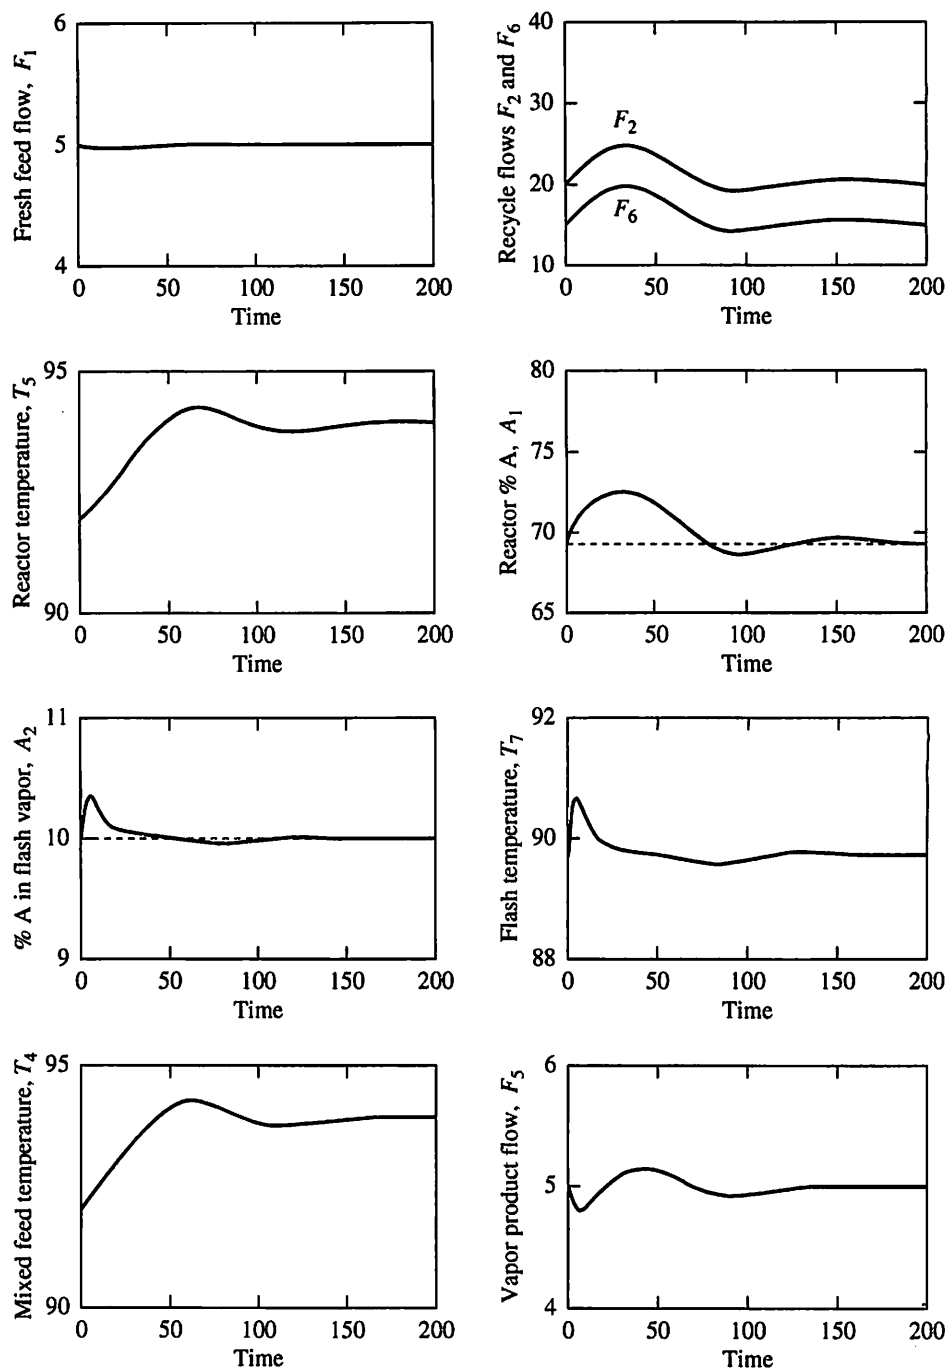 Fresh feed flow, F₁
6
5
4
0 50 100 150 200
Time
Recycle flows F₂ and F₆
40
30
20
10
F₂
F₆
0 50 100 150 200
Time
Reactor temperature, T₅
95
90
0 50 100 150 200
Time
Reactor % A, A₁
80
75
70
65
0 50 100 150 200
Time
% A in flash vapor, A₂
11
10
9
0 50 100 150 200
Time
Flash temperature, T₇
92
90
88
0 50 100 150 200
Time
Mixed feed temperature, T₄
95
90
0 50 100 150 200
Time
Vapor product flow, F₅
6
5
4
0 50 100 150 200
Time